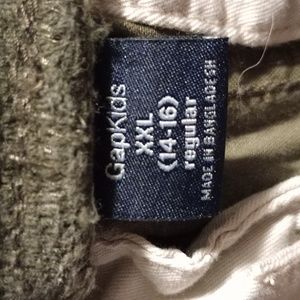 GapKids
XXL
(14-16)
regular
MADE IN BANGLADESH